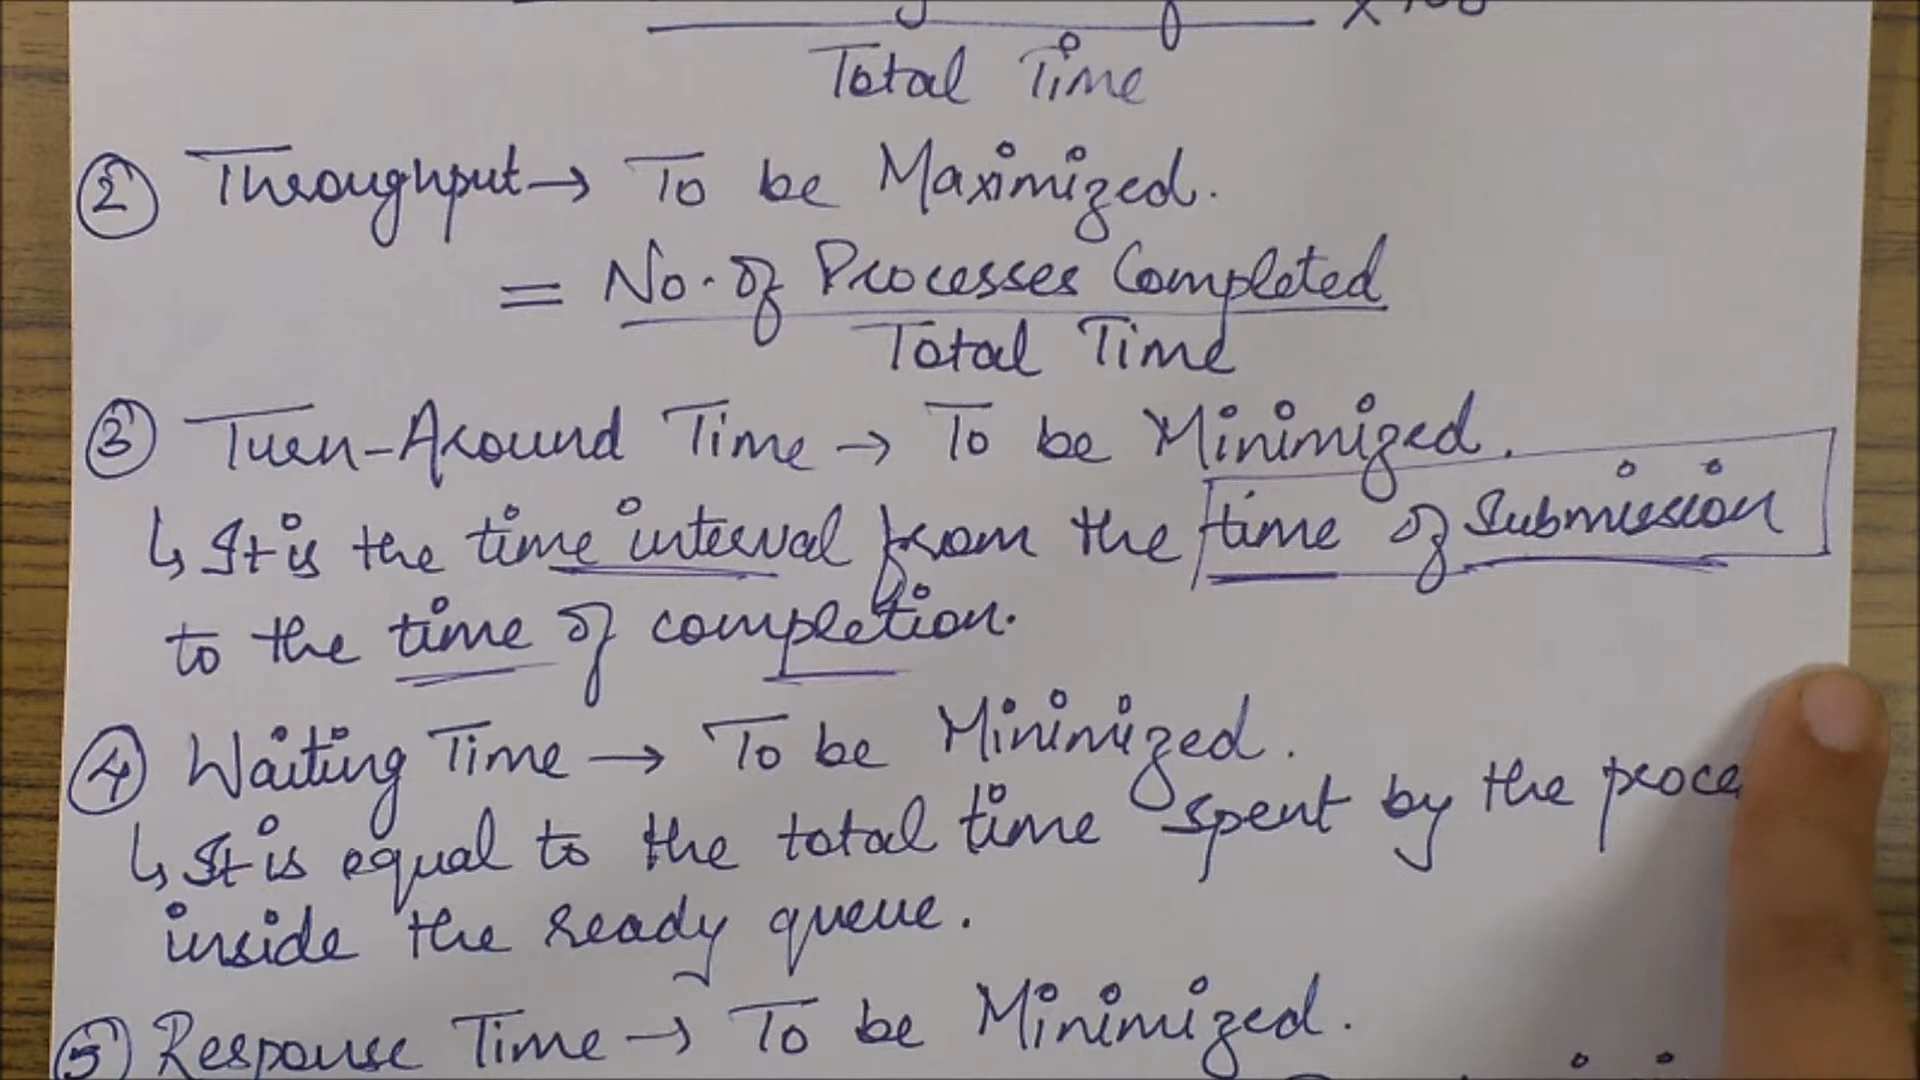 Total Time
② Throughput → To be Maximized.
= No. of Processes Completed
Total Time
③ Turn-Around Time → To be Minimized.
↳ It is the time interval from the time of Submission
to the time of completion.
④ Waiting Time → To be Minimized.
↳ It is equal to the total time spent by the proce
inside the ready queue.
⑤ Response Time → To be Minimized.